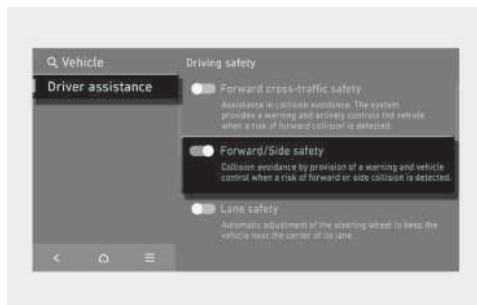 Vehicle
Driving safety
Driver assistance
Forward cross-traffic safety
Assistance in collision avoidance. The system
provides a warning and actively controls the vehicle
when a risk of forward collision is detected.
Forward/Side safety
Collision avoidance by provision of a warning and vehicle
control when a risk of forward or side collision is detected.
Lane safety
Automatic adjustment of the steering wheel to keep the
vehicle near the center of its lane.